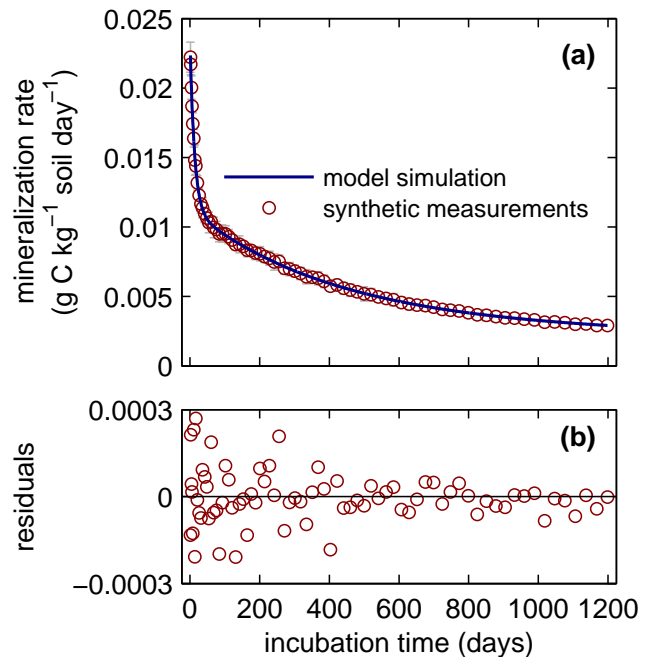 0.025
(a)
0.02
0.015
0.01
0.005
0
mineralization rate
(g C kg⁻¹ soil day⁻¹)
model simulation
synthetic measurements
0.0003
(b)
0
−0.0003
residuals
0 200 400 600 800 1000 1200
incubation time (days)